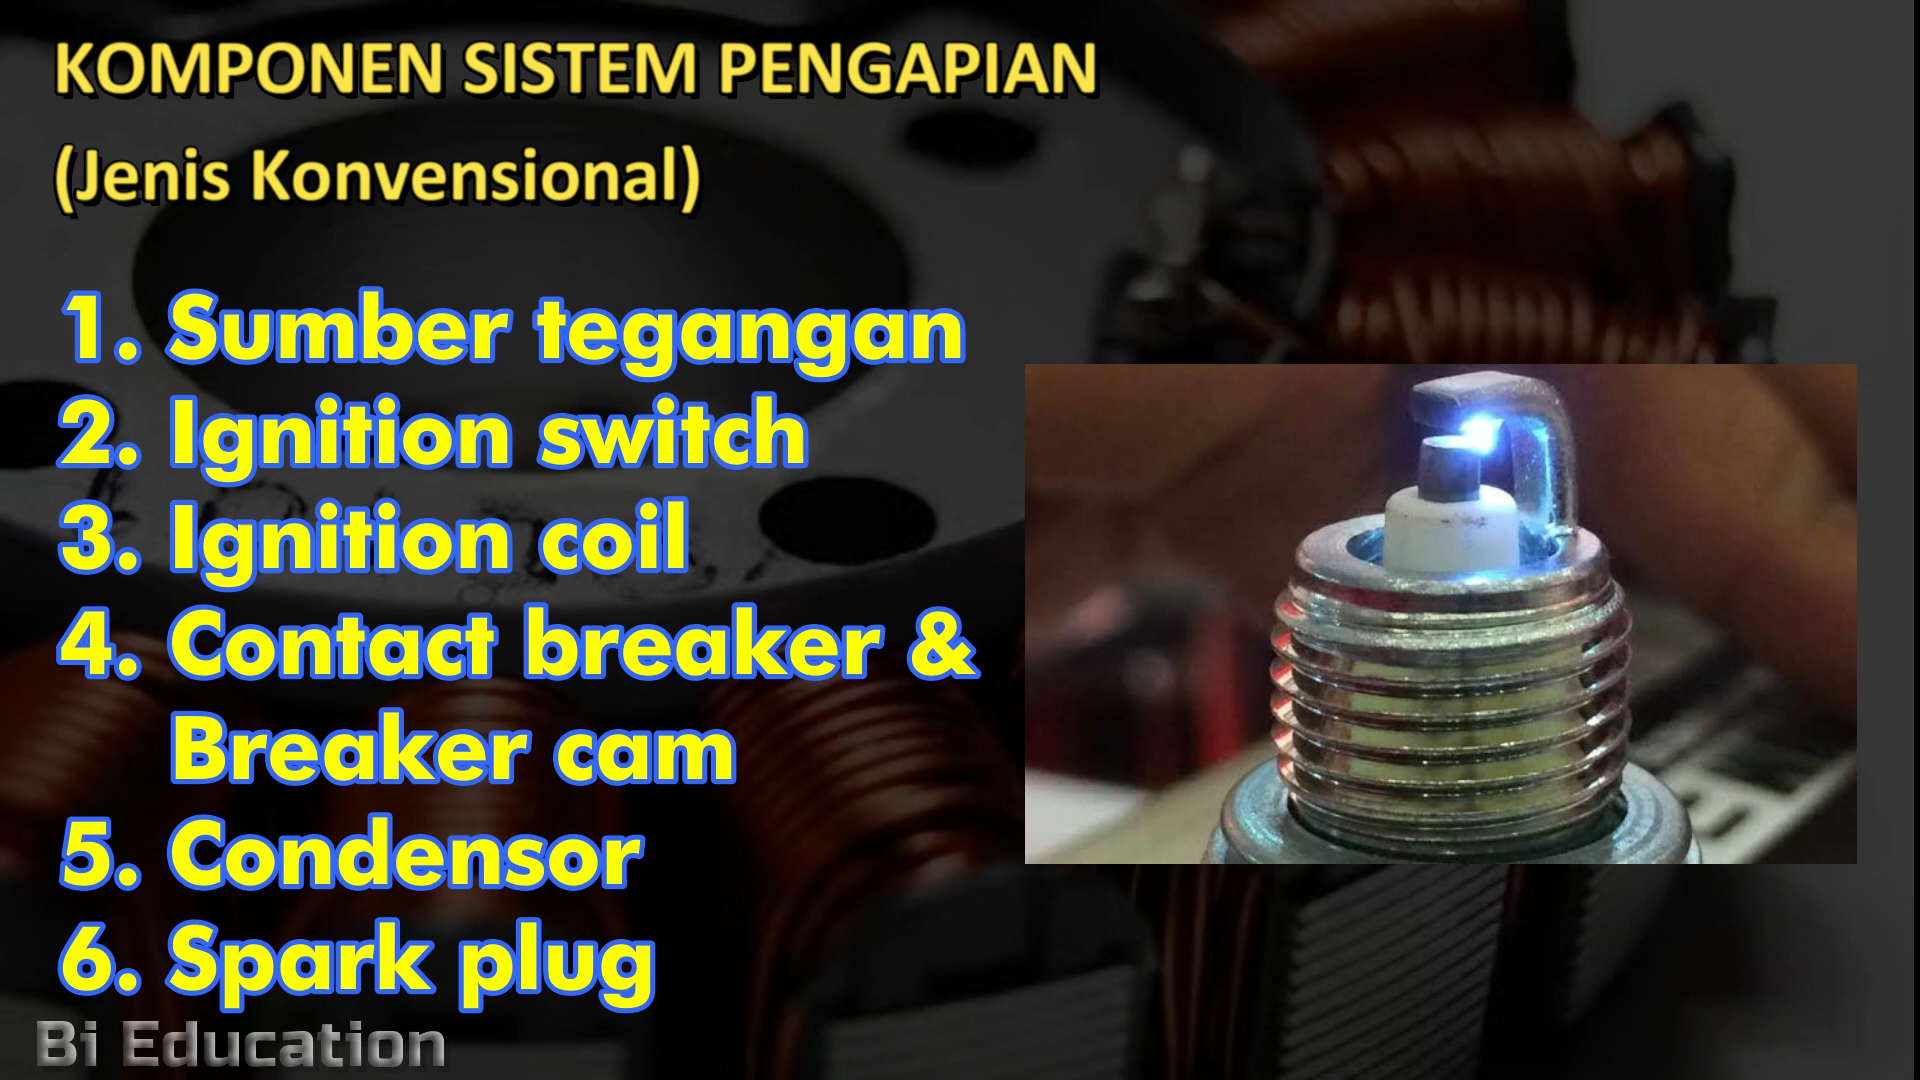 KOMPONEN SISTEM PENGAPIAN
(Jenis Konvensional)
1. Sumber tegangan
2. Ignition switch
3. Ignition coil
4. Contact breaker &
Breaker cam
5. Condensor
6. Spark plug
Bi Education